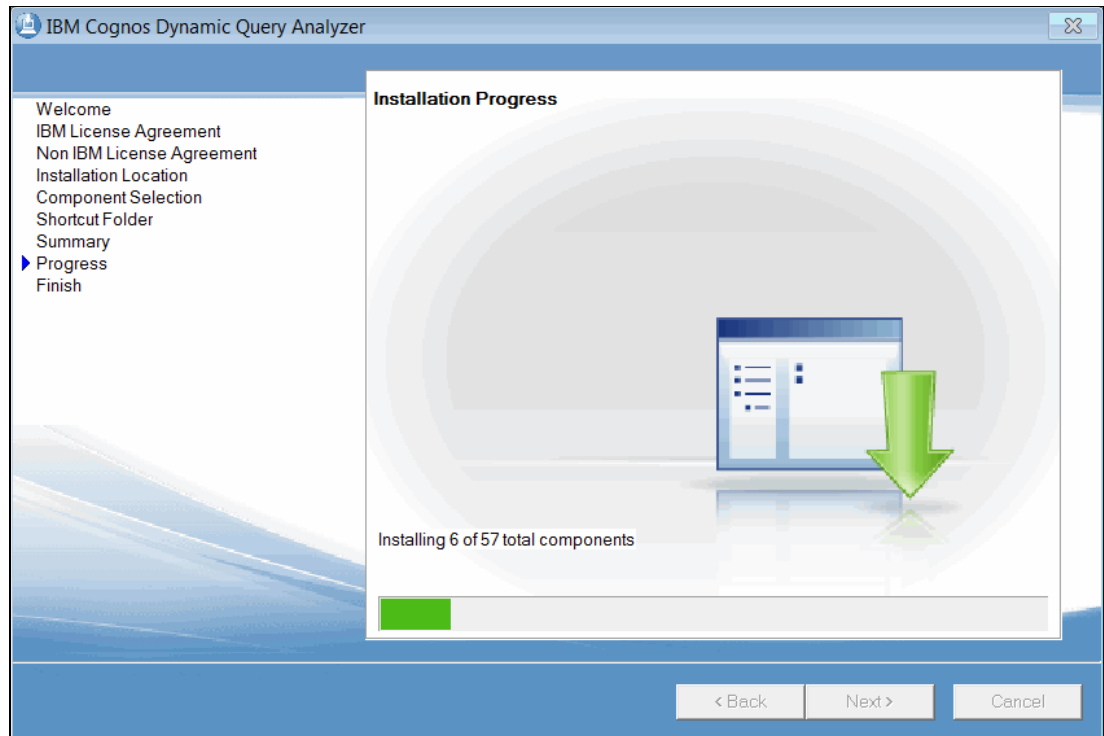 IBM Cognos Dynamic Query Analyzer
Welcome
IBM License Agreement
Non IBM License Agreement
Installation Location
Component Selection
Shortcut Folder
Summary
Progress
Finish
Installation Progress
Installing 6 of 57 total components
< Back
Next >
Cancel